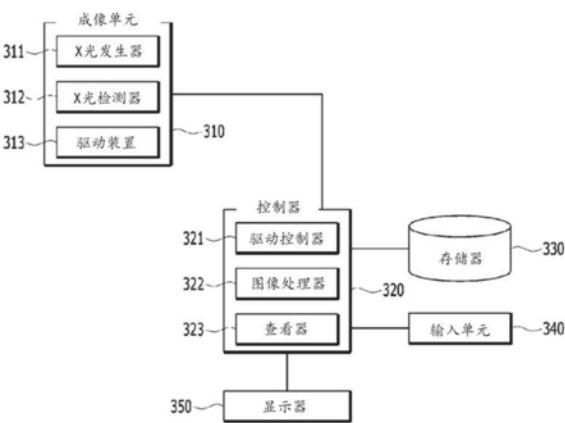 成像单元
311 X光发生器
312 X光检测器
313 驱动装置
310
控制器
321 驱动控制器
322 图像处理器
323 查看器
320
存储器 330
输入单元 340
350 显示器